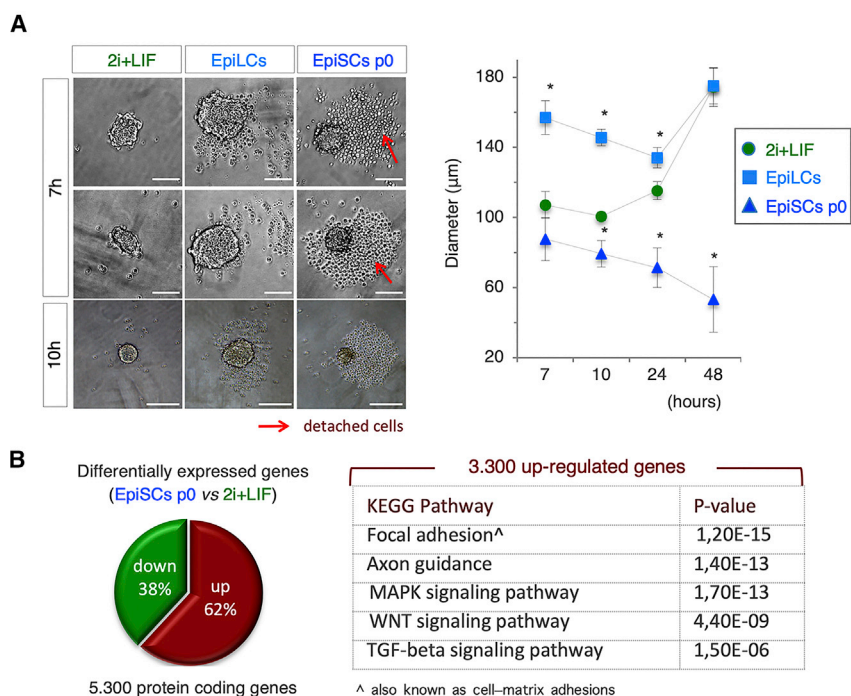 A
2i+LIF
EpiLCs
EpiSCs p0
7h
10h
detached cells
Diameter (μm)
180
140
100
60
20
* * *
* * *
7 10 24 48
(hours)
2i+LIF
EpiLCs
EpiSCs p0
B
Differentially expressed genes
(EpiSCs p0 vs 2i+LIF)
down
38%
up
62%
5.300 protein coding genes
3.300 up-regulated genes
KEGG Pathway P-value
Focal adhesion^ 1,20E-15
Axon guidance 1,40E-13
MAPK signaling pathway 1,70E-13
WNT signaling pathway 4,40E-09
TGF-beta signaling pathway 1,50E-06
^ also known as cell–matrix adhesions